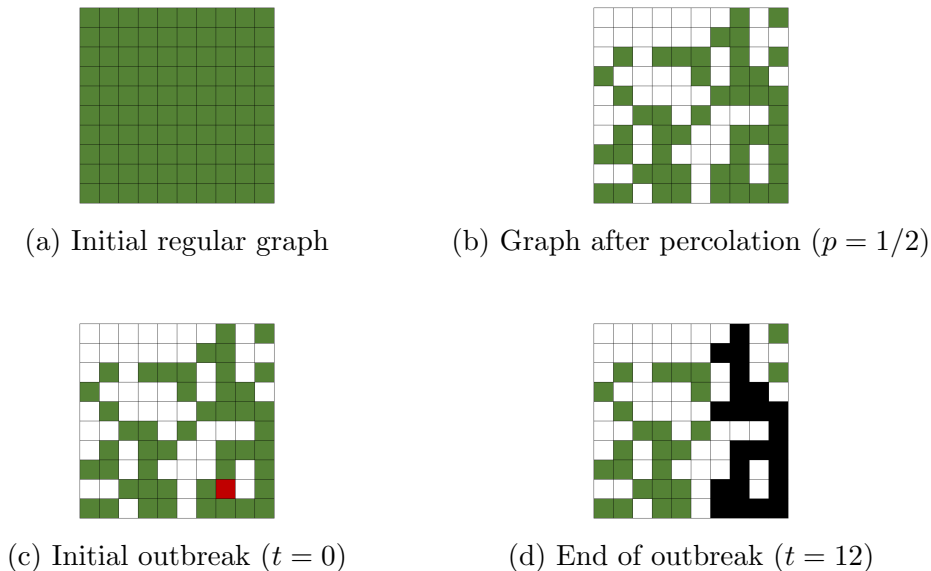 (a) Initial regular graph
(b) Graph after percolation (p = 1/2)
(c) Initial outbreak (t = 0)
(d) End of outbreak (t = 12)